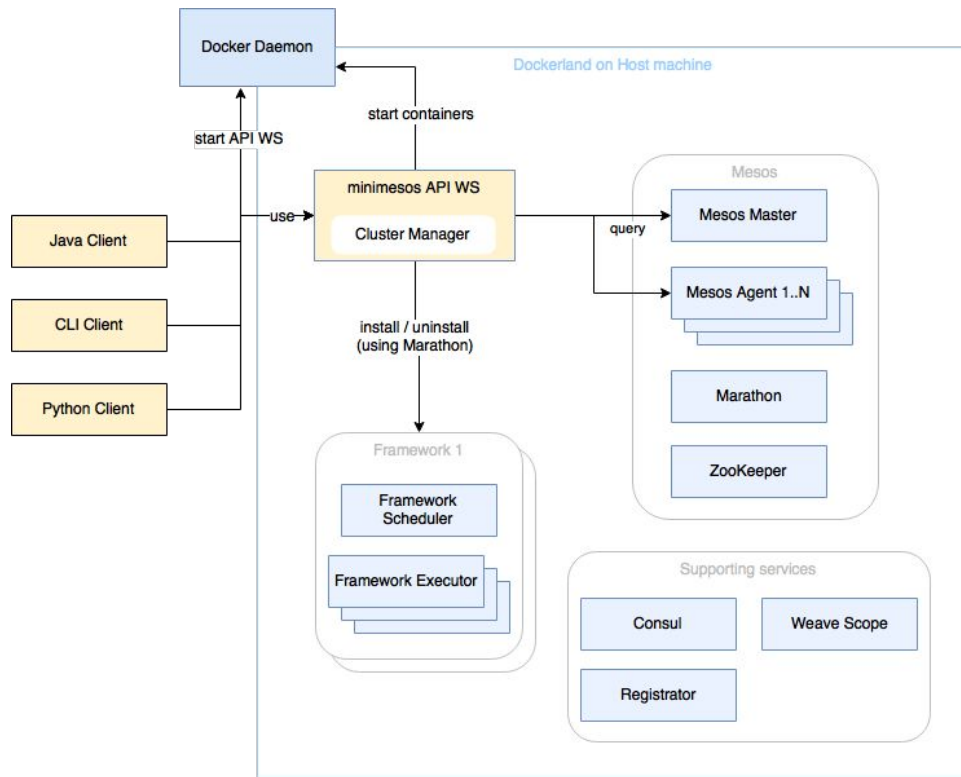 Docker Daemon
Dockerland on Host machine
start containers
start API WS
minimesos API WS
Cluster Manager
use
query
Mesos
Mesos Master
Mesos Agent 1..N
Marathon
ZooKeeper
Java Client
CLI Client
Python Client
install / uninstall
(using Marathon)
Framework 1
Framework
Scheduler
Framework Executor
Supporting services
Consul
Weave Scope
Registrator